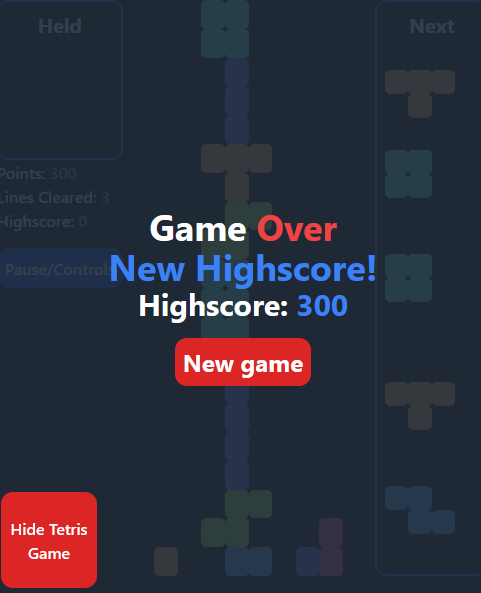 Held
Next
Points: 300
Lines Cleared: 3
Highscore: 0
Pause/Controls
Game Over
New Highscore!
Highscore: 300
New game
Hide Tetris
Game